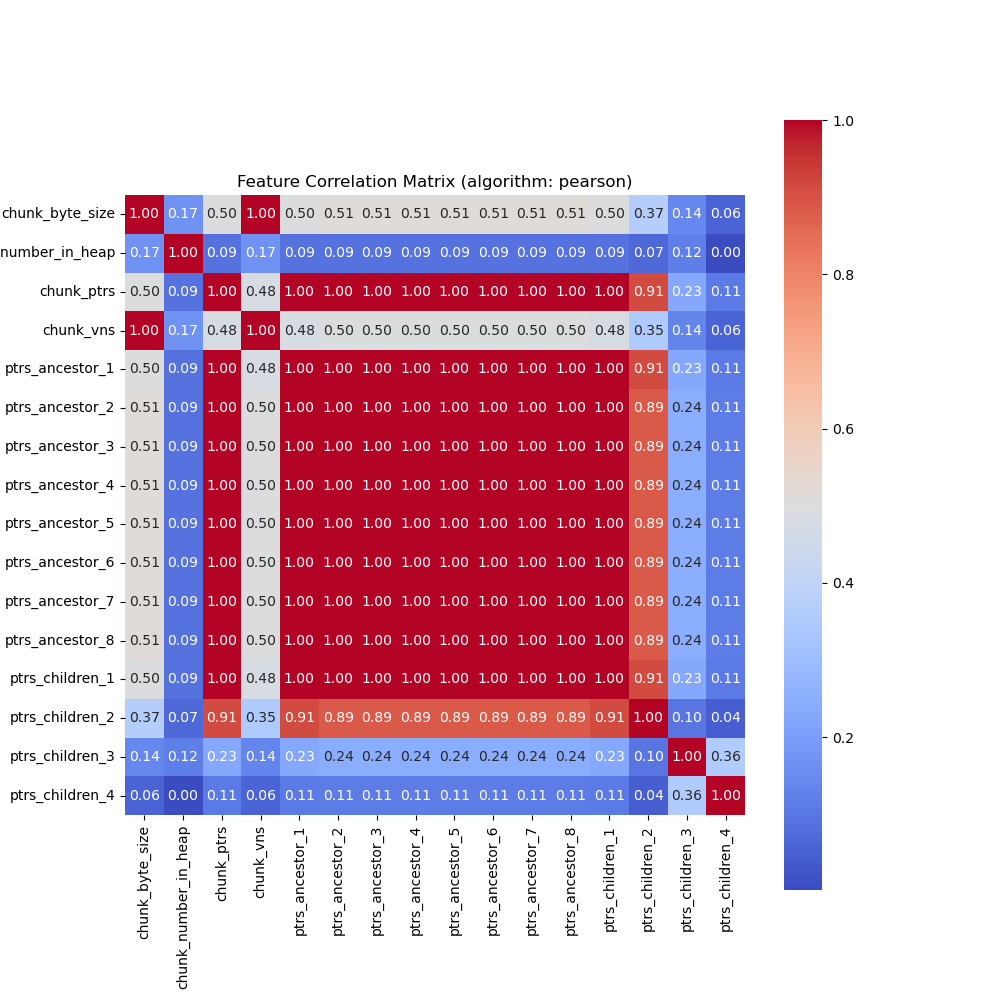 Feature Correlation Matrix (algorithm: pearson)
chunk_byte_size 1.00 0.17 0.50 1.00 0.50 0.51 0.51 0.51 0.51 0.51 0.51 0.51 0.50 0.37 0.14 0.06
number_in_heap 0.17 1.00 0.09 0.17 0.09 0.09 0.09 0.09 0.09 0.09 0.09 0.09 0.09 0.07 0.12 0.00
chunk_ptrs 0.50 0.09 1.00 0.48 1.00 1.00 1.00 1.00 1.00 1.00 1.00 1.00 1.00 0.91 0.23 0.11
chunk_vns 1.00 0.17 0.48 1.00 0.48 0.50 0.50 0.50 0.50 0.50 0.50 0.50 0.48 0.35 0.14 0.06
ptrs_ancestor_1 0.50 0.09 1.00 0.48 1.00 1.00 1.00 1.00 1.00 1.00 1.00 1.00 1.00 0.91 0.23 0.11
ptrs_ancestor_2 0.51 0.09 1.00 0.50 1.00 1.00 1.00 1.00 1.00 1.00 1.00 1.00 1.00 0.89 0.24 0.11
ptrs_ancestor_3 0.51 0.09 1.00 0.50 1.00 1.00 1.00 1.00 1.00 1.00 1.00 1.00 1.00 0.89 0.24 0.11
ptrs_ancestor_4 0.51 0.09 1.00 0.50 1.00 1.00 1.00 1.00 1.00 1.00 1.00 1.00 1.00 0.89 0.24 0.11
ptrs_ancestor_5 0.51 0.09 1.00 0.50 1.00 1.00 1.00 1.00 1.00 1.00 1.00 1.00 1.00 0.89 0.24 0.11
ptrs_ancestor_6 0.51 0.09 1.00 0.50 1.00 1.00 1.00 1.00 1.00 1.00 1.00 1.00 1.00 0.89 0.24 0.11
ptrs_ancestor_7 0.51 0.09 1.00 0.50 1.00 1.00 1.00 1.00 1.00 1.00 1.00 1.00 1.00 0.89 0.24 0.11
ptrs_ancestor_8 0.51 0.09 1.00 0.50 1.00 1.00 1.00 1.00 1.00 1.00 1.00 1.00 1.00 0.89 0.24 0.11
ptrs_children_1 0.50 0.09 1.00 0.48 1.00 1.00 1.00 1.00 1.00 1.00 1.00 1.00 1.00 0.91 0.23 0.11
ptrs_children_2 0.37 0.07 0.91 0.35 0.91 0.89 0.89 0.89 0.89 0.89 0.89 0.89 0.91 1.00 0.10 0.04
ptrs_children_3 0.14 0.12 0.23 0.14 0.23 0.24 0.24 0.24 0.24 0.24 0.24 0.24 0.23 0.10 1.00 0.36
ptrs_children_4 0.06 0.00 0.11 0.06 0.11 0.11 0.11 0.11 0.11 0.11 0.11 0.11 0.11 0.04 0.36 1.00
chunk_byte_size
chunk_number_in_heap
chunk_ptrs
chunk_vns
ptrs_ancestor_1
ptrs_ancestor_2
ptrs_ancestor_3
ptrs_ancestor_4
ptrs_ancestor_5
ptrs_ancestor_6
ptrs_ancestor_7
ptrs_ancestor_8
ptrs_children_1
ptrs_children_2
ptrs_children_3
ptrs_children_4
1.0
0.8
0.6
0.4
0.2